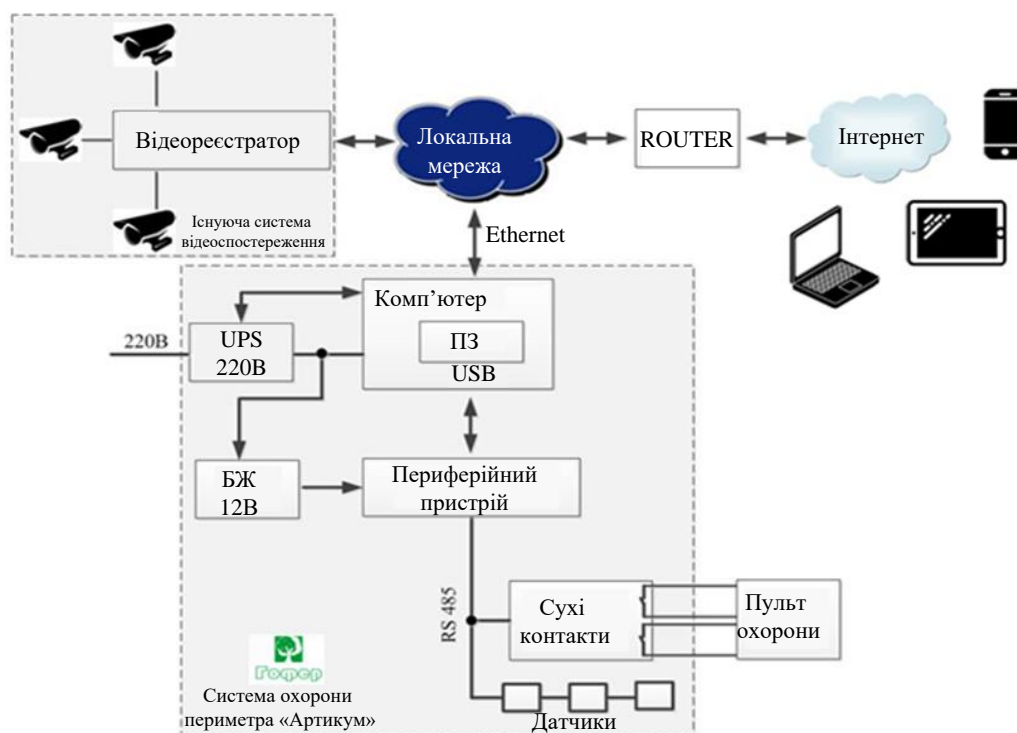 Відеореєстратор
Локальна
мережа
ROUTER
Інтернет
Існуюча система
відеоспостереження
Ethernet
Комп’ютер
ПЗ
USB
220В
UPS
220В
БЖ
12В
Периферійний
пристрій
RS 485
Сухі
контакти
Пульт
охорони
Гофер
Система охорони
периметра «Артикум»
Датчики